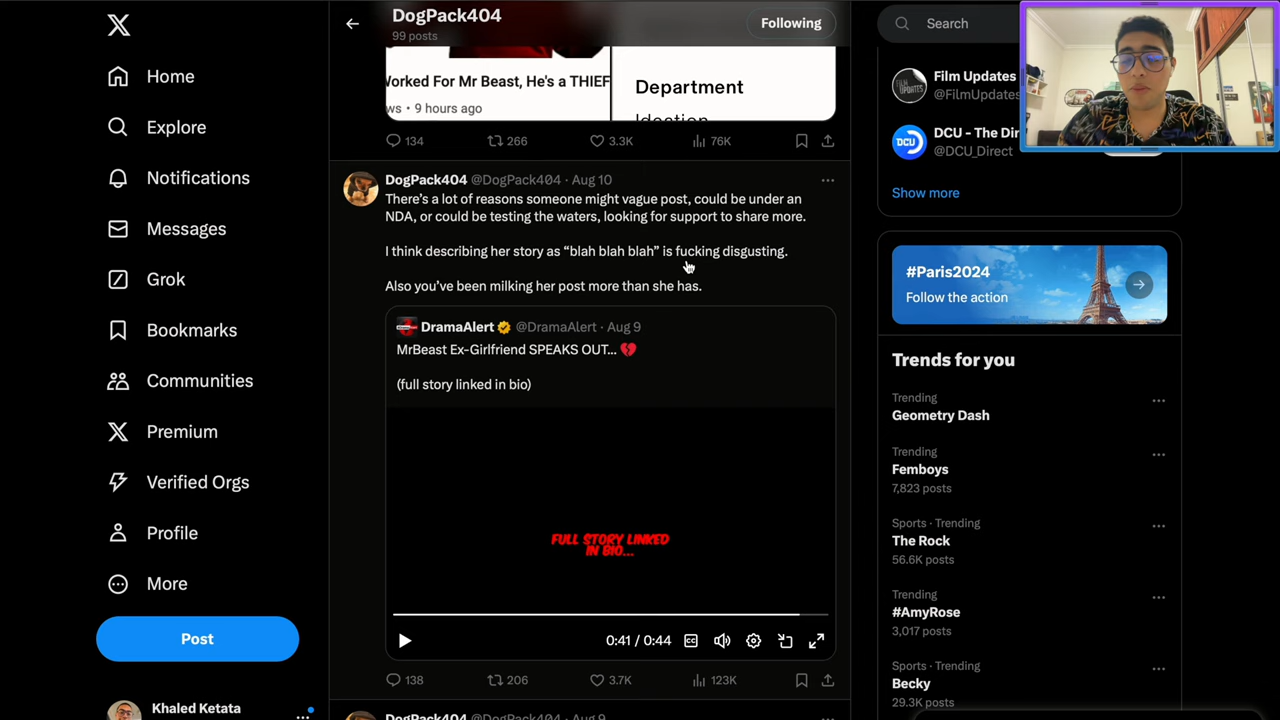 Home
Explore
Notifications
Messages
Grok
Bookmarks
Communities
Premium
Verified Orgs
Profile
More
Post
Khaled Ketata
DogPack404
99 posts
Following
Worked For Mr Beast, He's a THIEF
ws • 9 hours ago
Department
Ideation
134 266 3.3K 76K
DogPack404 @DogPack404 · Aug 10
There's a lot of reasons someone might vague post, could be under an
NDA, or could be testing the waters, looking for support to share more.
I think describing her story as “blah blah blah” is fucking disgusting.
Also you've been milking her post more than she has.
DramaAlert @DramaAlert · Aug 9
MrBeast Ex-Girlfriend SPEAKS OUT... 💔
(full story linked in bio)
FULL STORY LINKED
IN BIO...
0:41 / 0:44
138 206 3.7K 123K
DogPack404 @DogPack404 · Aug 9
Search
Film Updates
@FilmUpdates
DCU - The Dir
@DCU_Direct
Show more
#Paris2024
Follow the action
Trends for you
Trending
Geometry Dash
Trending
Femboys
7,823 posts
Sports · Trending
The Rock
56.6K posts
Trending
#AmyRose
3,017 posts
Sports · Trending
Becky
29.3K posts